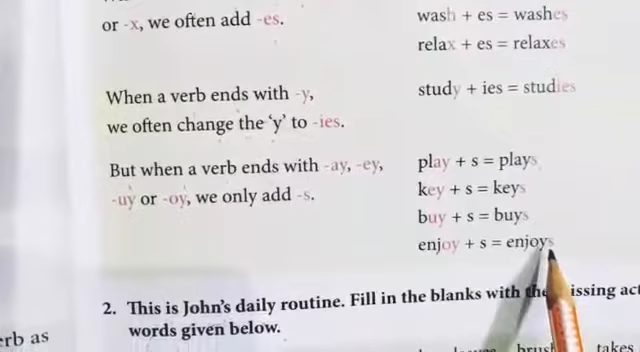 or -x, we often add -es.
wash + es = washes
relax + es = relaxes
When a verb ends with -y,
we often change the 'y' to -ies.
study + ies = studies
But when a verb ends with -ay, -ey,
-uy or -oy, we only add -s.
play + s = plays
key + s = keys
buy + s = buys
enjoy + s = enjoys
2. This is John's daily routine. Fill in the blanks with the issing act
words given below.
erb as
brush takes